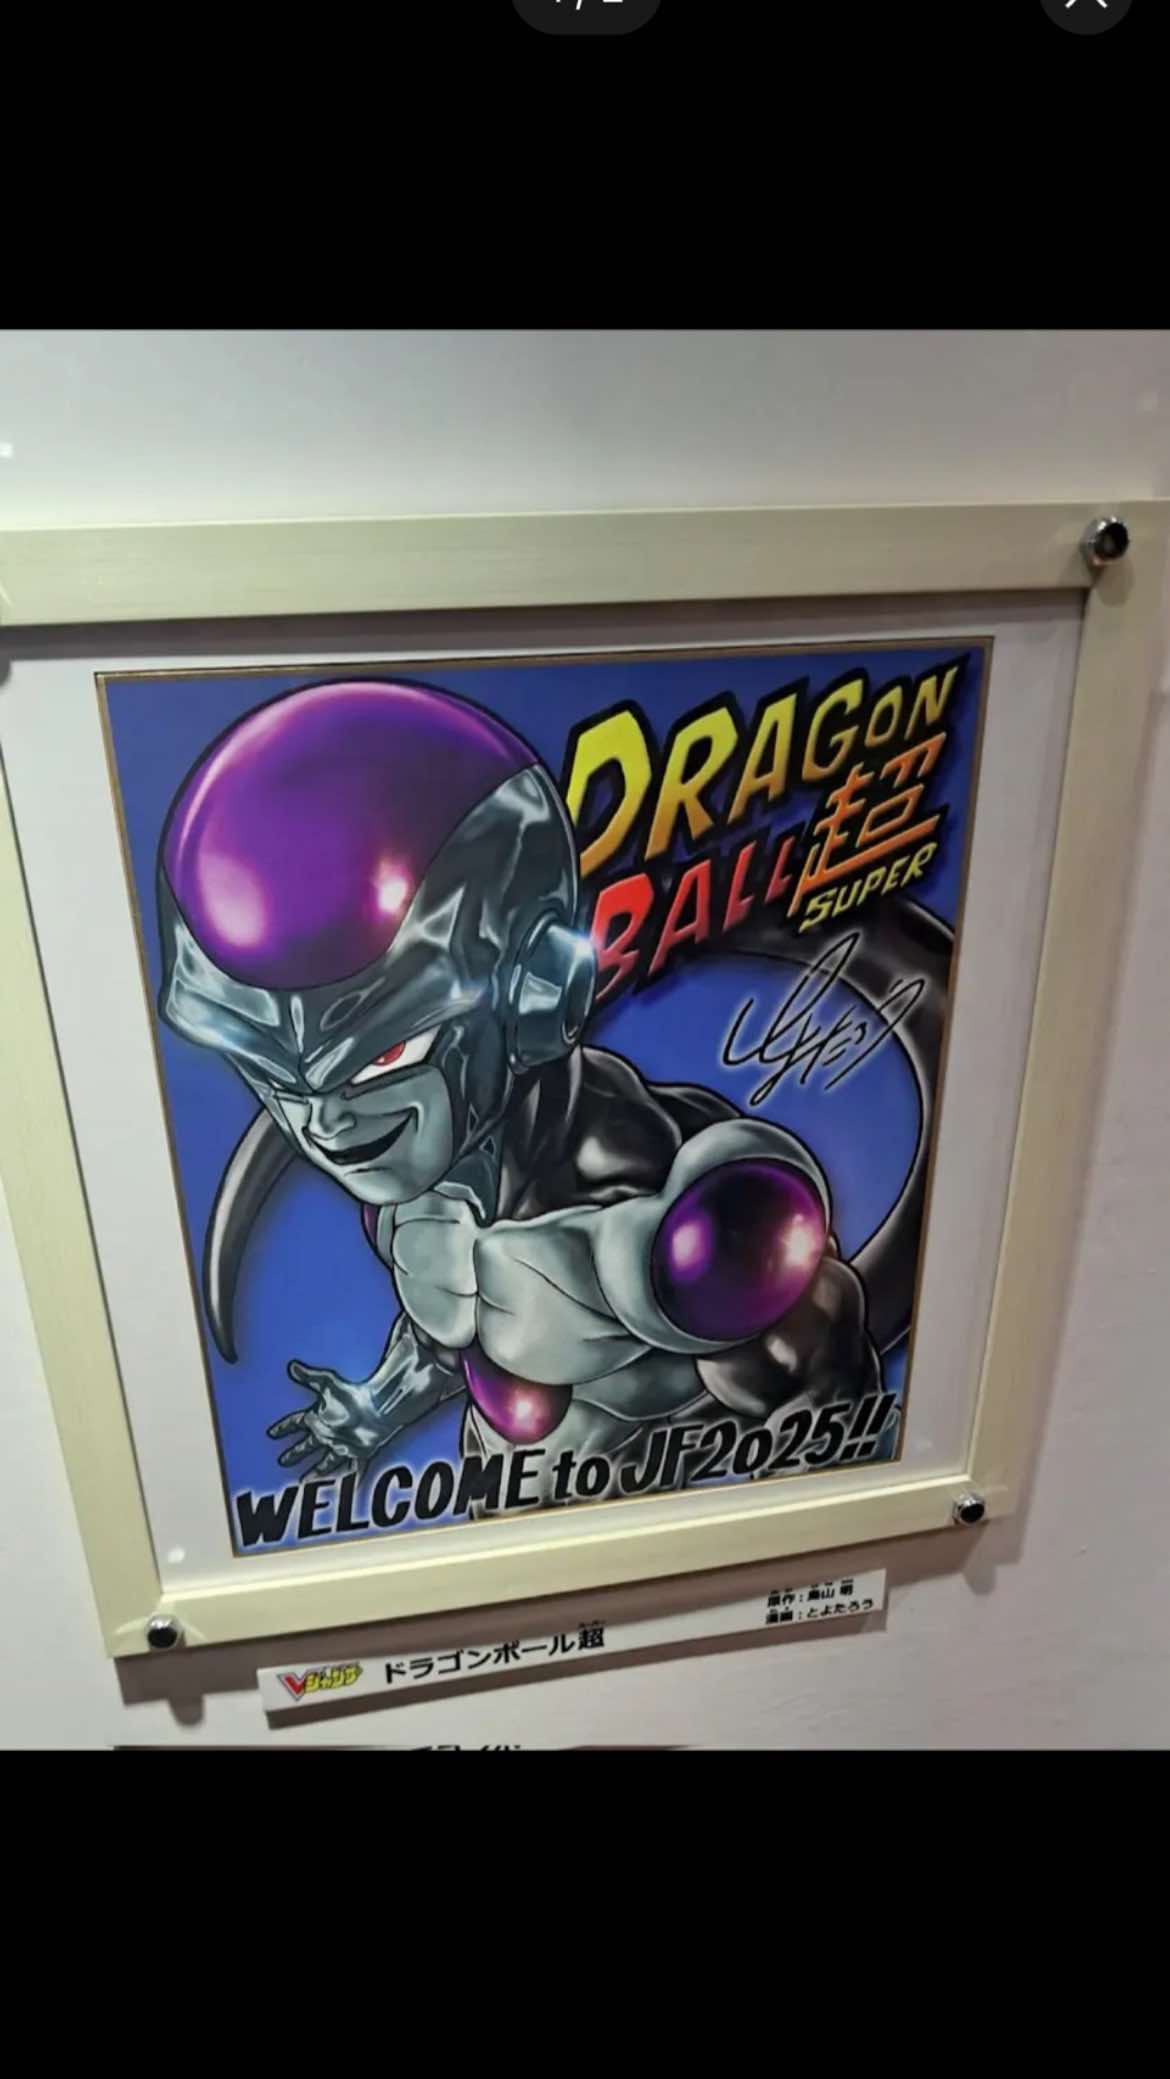 DRAGON
BALL超
SUPER
WELCOME to JF2025!!
原作：鳥山 明
漫画：とよたろう
Vジャンプ ドラゴンボール超